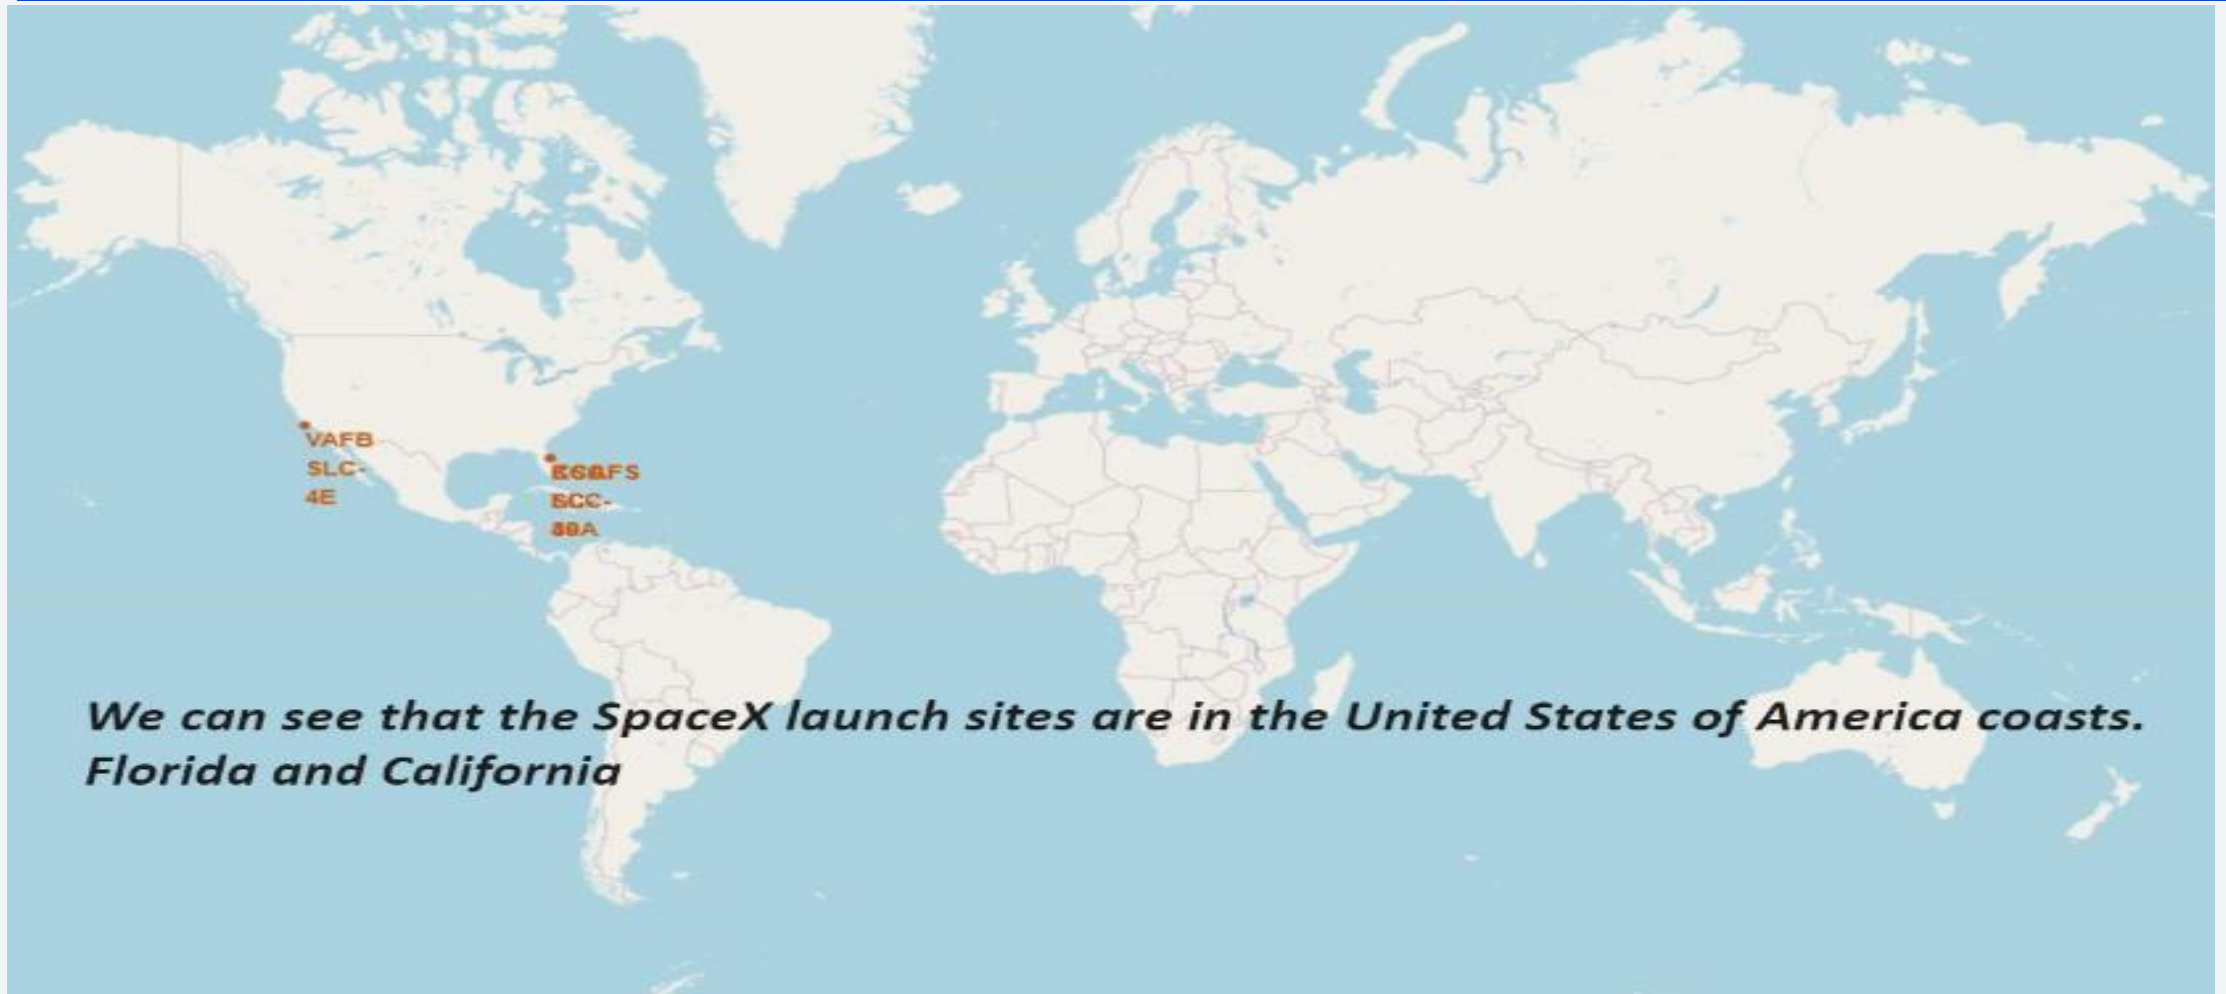 VAFB
SLC-
4E
We can see that the SpaceX launch sites are in the United States of America coasts.
Florida and California